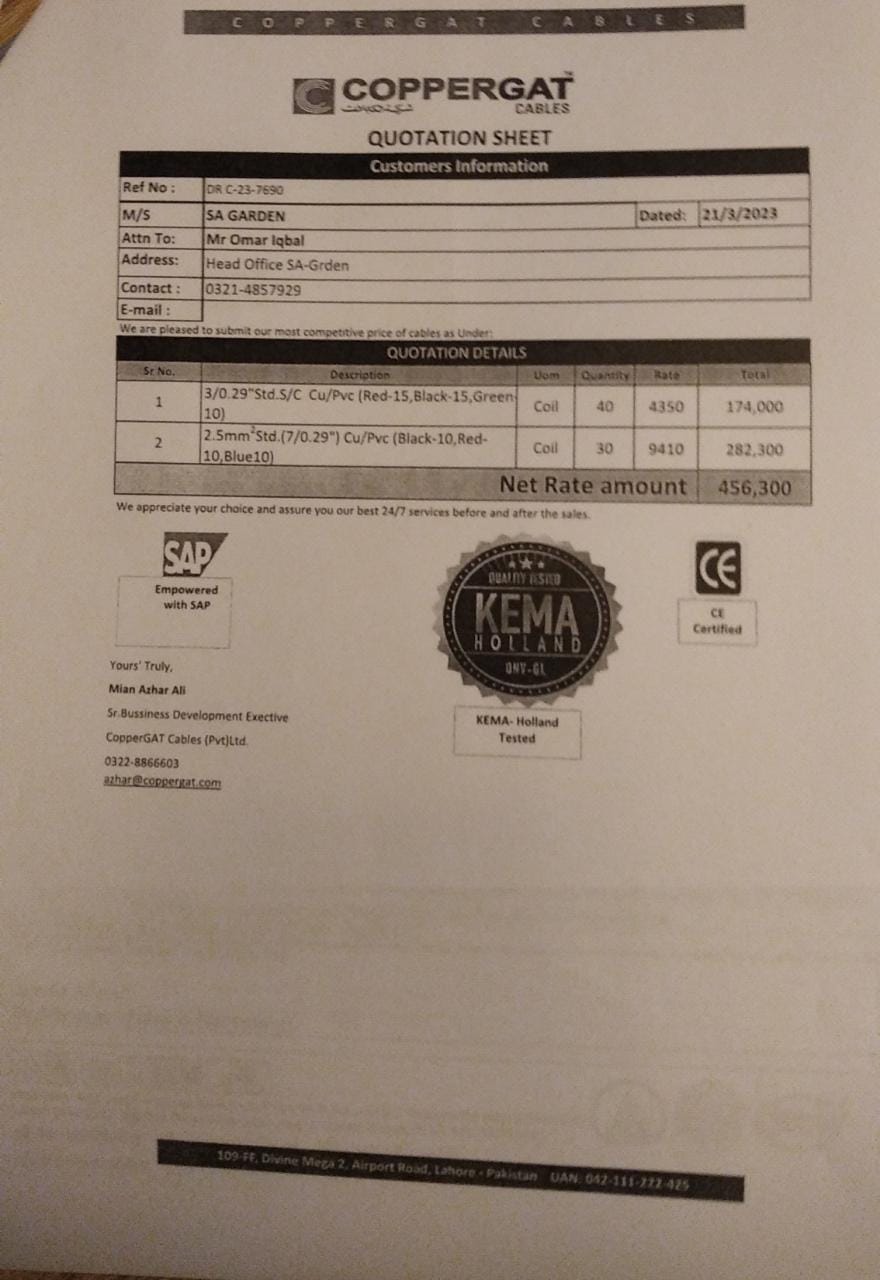 COPPERGAT CABLES
COPPERGAT™
CABLES
QUOTATION SHEET
Customers Information
Ref No : DR C-23-7690
M/S SA GARDEN Dated: 21/3/2023
Attn To: Mr Omar Iqbal
Address: Head Office SA-Grden
Contact : 0321-4857929
E-mail :
We are pleased to submit our most competitive price of cables as Under:
QUOTATION DETAILS
Sr No. Description Uom Quantity Rate Total
1 3/0.29"Std.S/C Cu/Pvc (Red-15,Black-15,Green-
10) Coil 40 4350 174,000
2 2.5mm²Std.(7/0.29") Cu/Pvc (Black-10,Red-
10,Blue10) Coil 30 9410 282,300
Net Rate amount 456,300
We appreciate your choice and assure you our best 24/7 services before and after the sales.
SAP
Empowered
with SAP
QUALITY TESTED
KEMA
HOLLAND
DNV-GL
KEMA- Holland
Tested
CE
CE
Certified
Yours' Truly,
Mian Azhar Ali
Sr.Bussiness Development Exective
CopperGAT Cables (Pvt)Ltd.
0322-8866603
azhar@coppergat.com
109-FF, Divine Mega 2, Airport Road, Lahore - Pakistan UAN: 042-111-222-425